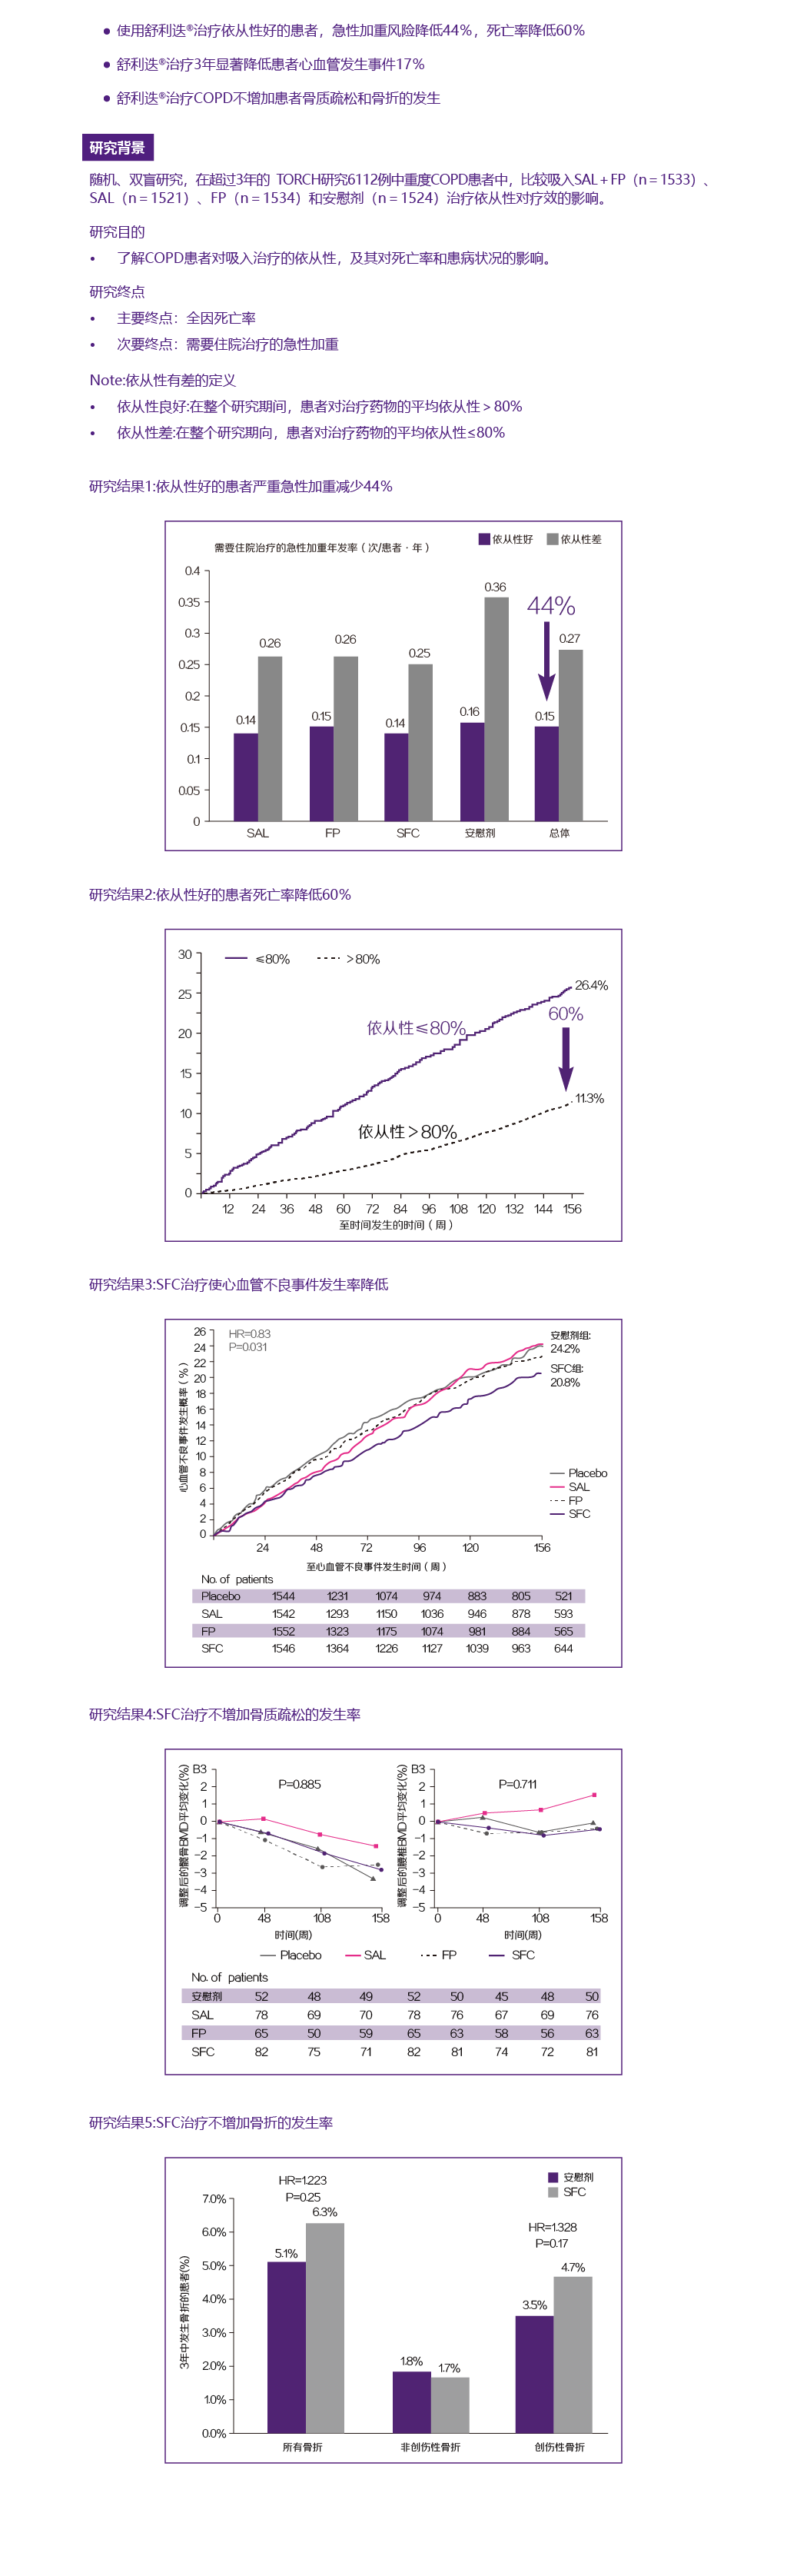 ● 使用舒利迭®治疗依从性好的患者，急性加重风险降低44%，死亡率降低60%
● 舒利迭®治疗3年显著降低患者心血管发生事件17%
● 舒利迭®治疗COPD不增加患者骨质疏松和骨折的发生
研究背景
随机、双盲研究，在超过3年的 TORCH研究6112例中重度COPD患者中，比较吸入SAL+FP（n=1533）、
SAL（n=1521）、FP（n=1534）和安慰剂（n=1524）治疗依从性对疗效的影响。
研究目的
• 了解COPD患者对吸入治疗的依从性，及其对死亡率和患病状况的影响。
研究终点
• 主要终点：全因死亡率
• 次要终点：需要住院治疗的急性加重
Note:依从性有差的定义
• 依从性良好:在整个研究期间，患者对治疗药物的平均依从性＞80%
• 依从性差:在整个研究期向，患者对治疗药物的平均依从性≤80%
研究结果1:依从性好的患者严重急性加重减少44%
需要住院治疗的急性加重年发率（次/患者·年）
依从性好 依从性差
0.4
0.35
0.3
0.25
0.2
0.15
0.1
0.05
0
0.14 0.26
0.15 0.26
0.14 0.25
0.16 0.36
44%
0.15 0.27
SAL FP SFC 安慰剂 总体
研究结果2:依从性好的患者死亡率降低60%
≤80% >80%
30
25
20
15
10
5
0
26.4%
60%
依从性≤80%
11.3%
依从性>80%
12 24 36 48 60 72 84 96 108 120 132 144 156
至时间发生的时间（周）
研究结果3:SFC治疗使心血管不良事件发生率降低
心血管不良事件发生概率（%）
HR=0.83
P=0.031
26
24
22
20
18
16
14
12
10
8
6
4
2
0
安慰剂组:
24.2%
SFC组:
20.8%
Placebo
SAL
FP
SFC
24 48 72 96 120 156
至心血管不良事件发生时间（周）
No. of patients
Placebo 1544 1231 1074 974 883 805 521
SAL 1542 1293 1150 1036 946 878 593
FP 1552 1323 1175 1074 981 884 565
SFC 1546 1364 1226 1127 1039 963 644
研究结果4:SFC治疗不增加骨质疏松的发生率
调整后的髋骨BMD平均变化(%)
B3
2
1
0
−1
−2
−3
−4
−5
P=0.885
0 48 108 158
时间(周)
调整后的腰椎BMD平均变化(%)
B3
2
1
0
−1
−2
−3
−4
−5
P=0.711
0 48 108 158
时间(周)
Placebo SAL FP SFC
No. of patients
安慰剂 52 48 49 52 50 45 48 50
SAL 78 69 70 78 76 67 69 76
FP 65 50 59 65 63 58 56 63
SFC 82 75 71 82 81 74 72 81
研究结果5:SFC治疗不增加骨折的发生率
3年中发生骨折的患者(%)
安慰剂
SFC
7.0%
6.0%
5.0%
4.0%
3.0%
2.0%
1.0%
0.0%
HR=1.223
P=0.25
5.1% 6.3%
1.8% 1.7%
HR=1.328
P=0.17
3.5% 4.7%
所有骨折 非创伤性骨折 创伤性骨折